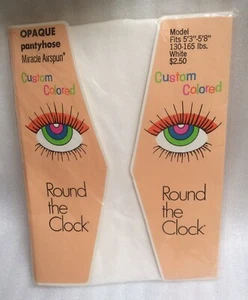 OPAQUE
pantyhose
Miracle Airspun®
Custom
Colored
Round
the
Clock®
Model
Fits 5'3"-5'8"
130-165 lbs.
White
$2.50
Custom
Colored
Round
the
Clock®